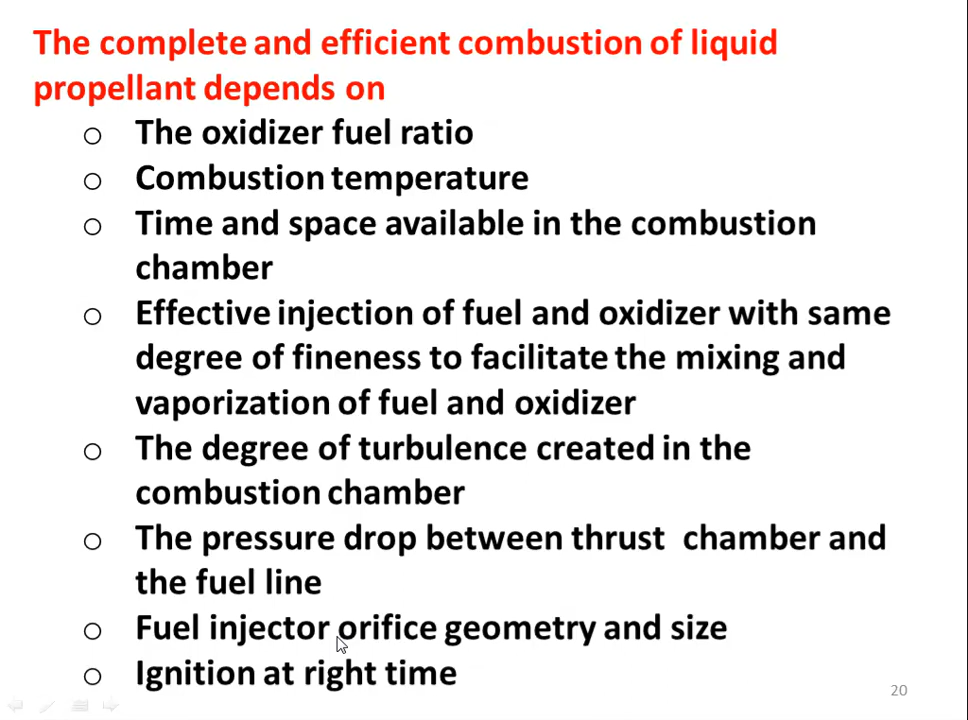 The complete and efficient combustion of liquid
propellant depends on
o The oxidizer fuel ratio
o Combustion temperature
o Time and space available in the combustion
chamber
o Effective injection of fuel and oxidizer with same
degree of fineness to facilitate the mixing and
vaporization of fuel and oxidizer
o The degree of turbulence created in the
combustion chamber
o The pressure drop between thrust chamber and
the fuel line
o Fuel injector orifice geometry and size
o Ignition at right time
20